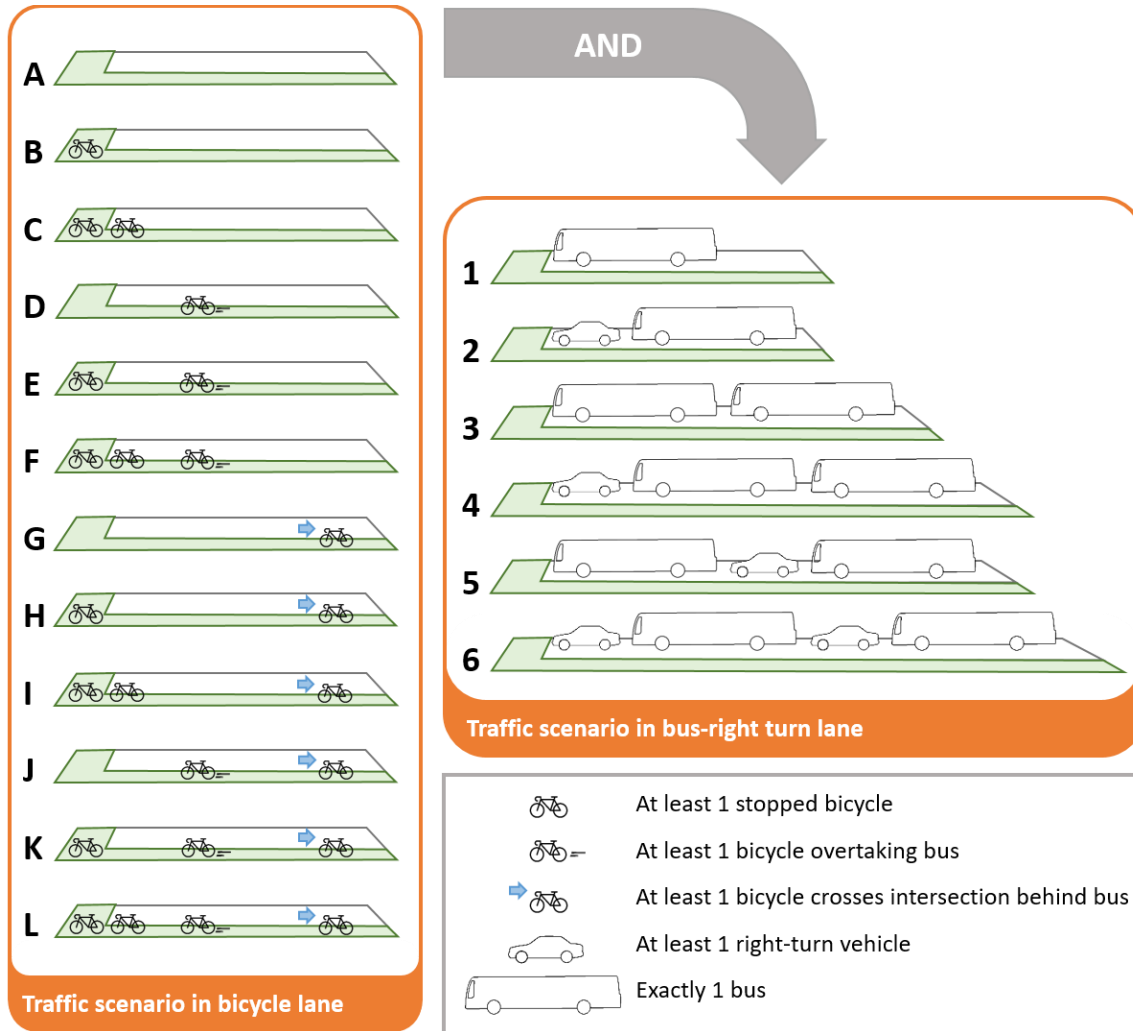 A
B
C
D
E
F
G
H
I
J
K
L
Traffic scenario in bicycle lane
AND
1
2
3
4
5
6
Traffic scenario in bus-right turn lane
At least 1 stopped bicycle
At least 1 bicycle overtaking bus
At least 1 bicycle crosses intersection behind bus
At least 1 right-turn vehicle
Exactly 1 bus